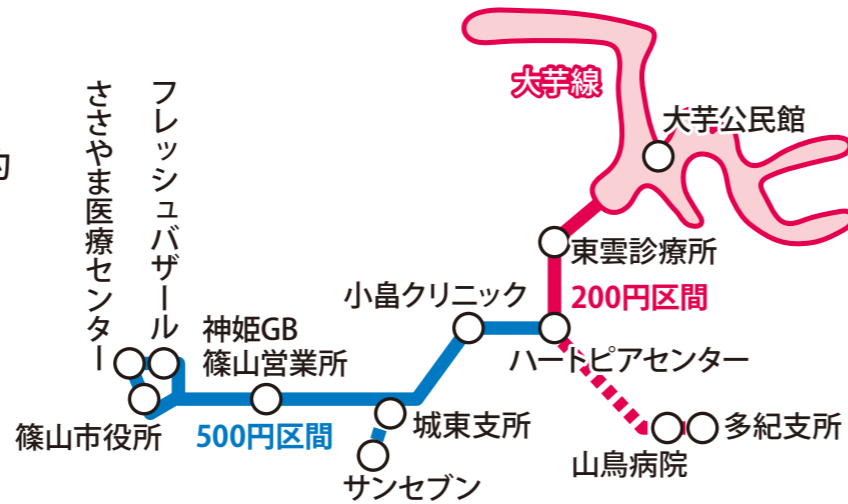 約
ささやま医療センター
フレッシュバザール
大芋線
大芋公民館
東雲診療所
200円区間
小畠クリニック
ハートピアセンター
神姫GB
篠山営業所
篠山市役所
500円区間
城東支所
サンセブン
多紀支所
山鳥病院